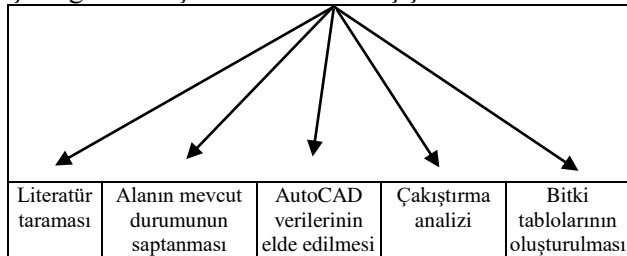 Literatür
taraması
Alanın mevcut
durumunun
saptanması
AutoCAD
verilerinin
elde edilmesi
Çakıştırma
analizi
Bitki
tablolarının
oluşturulması